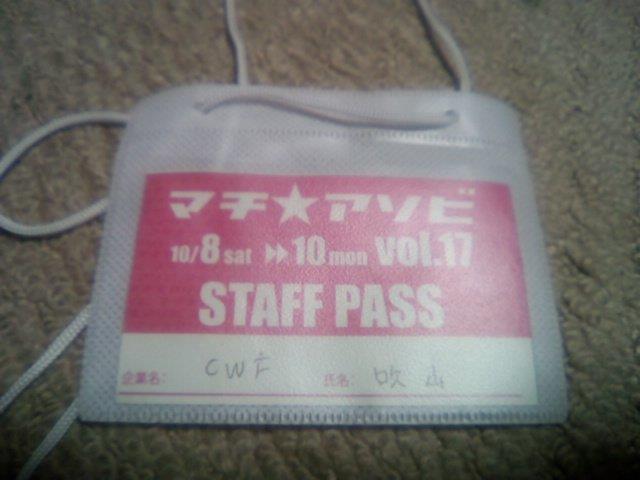 マチ★アソビ
10/8 sat ▶▶ 10 mon vol.17
STAFF PASS
企業名: CWF 氏名: 吹山